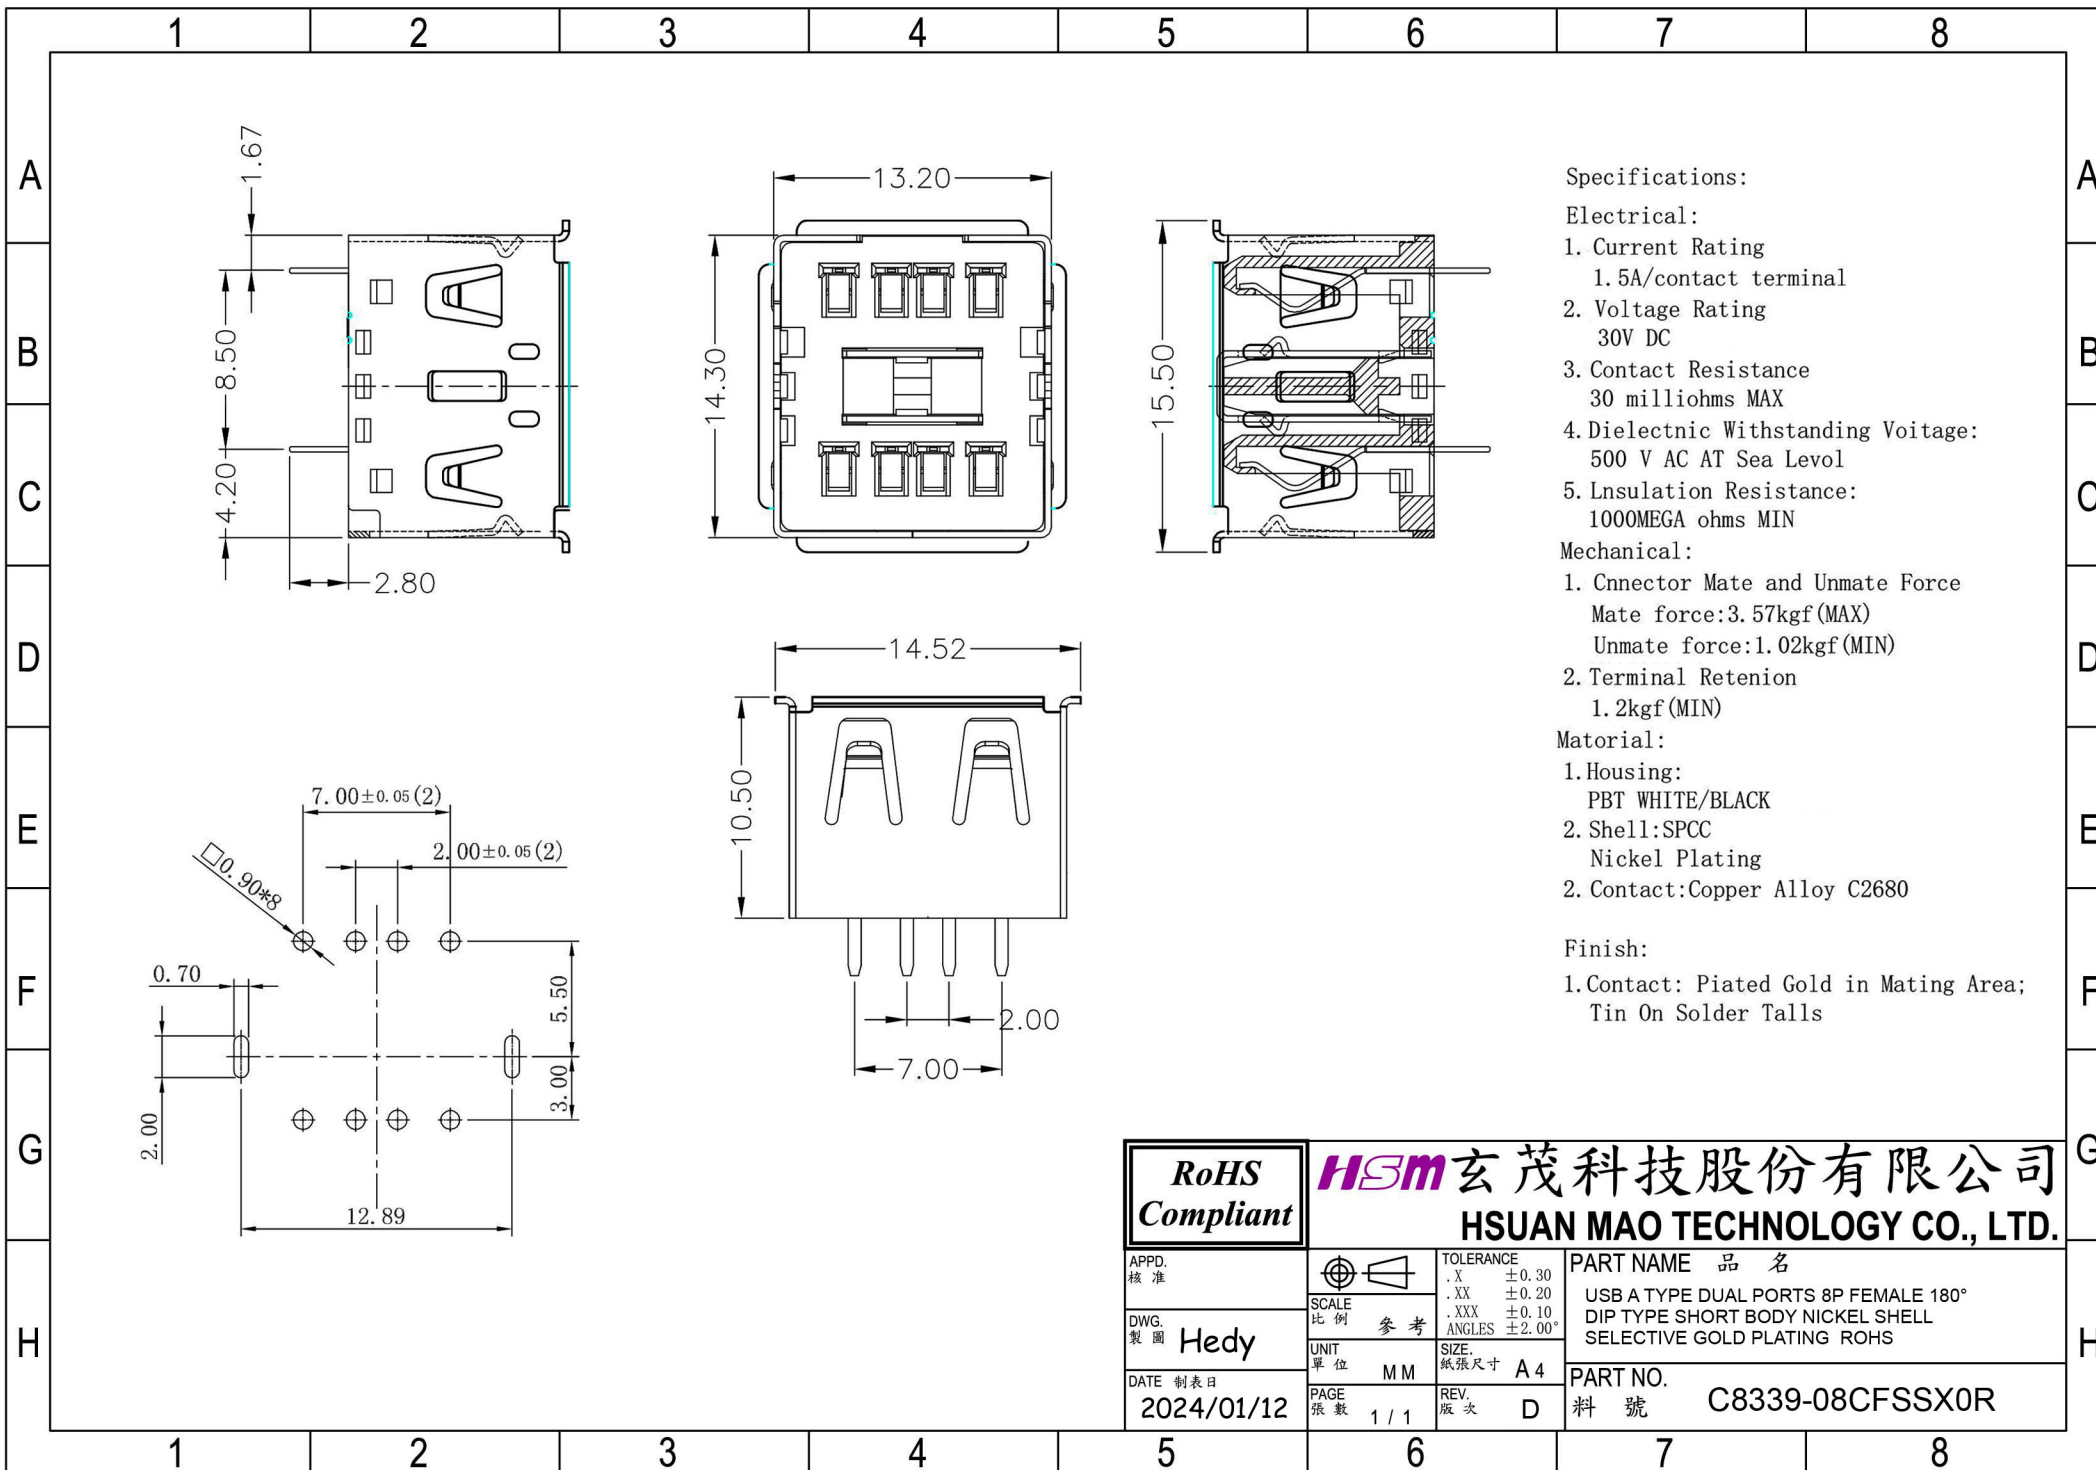 1 2 3 4 5 6 7 8
A A
B B
C C
D D
E E
F F
G G
H H
1.67
8.50
4.20
2.80
13.20
14.30
15.50
14.52
10.50
2.00
7.00
7.00±0.05(2)
2.00±0.05(2)
□0.90*8
0.70
2.00
5.50
3.00
12.89
Specifications:
Electrical:
1. Current Rating
1.5A/contact terminal
2. Voltage Rating
30V DC
3. Contact Resistance
30 milliohms MAX
4. Dielectnic Withstanding Voitage:
500 V AC AT Sea Levol
5. Lnsulation Resistance:
1000MEGA ohms MIN
Mechanical:
1. Cnnector Mate and Unmate Force
Mate force:3.57kgf(MAX)
Unmate force:1.02kgf(MIN)
2. Terminal Retenion
1.2kgf(MIN)
Matorial:
1.Housing:
PBT WHITE/BLACK
2. Shell:SPCC
Nickel Plating
2. Contact:Copper Alloy C2680
Finish:
1.Contact: Piated Gold in Mating Area;
Tin On Solder Talls
RoHS
Compliant
HSM 玄茂科技股份有限公司
HSUAN MAO TECHNOLOGY CO., LTD.
APPD.
核准
DWG.
製圖 Hedy
DATE 制表日
2024/01/12
SCALE
比例 參考
UNIT
單位 MM
PAGE
張數 1 / 1
TOLERANCE
.X ±0.30
.XX ±0.20
.XXX ±0.10
ANGLES ±2.00°
SIZE.
紙張尺寸 A4
REV.
版次 D
PART NAME 品名
USB A TYPE DUAL PORTS 8P FEMALE 180°
DIP TYPE SHORT BODY NICKEL SHELL
SELECTIVE GOLD PLATING ROHS
PART NO.
料號 C8339-08CFSSX0R
1 2 3 4 5 6 7 8